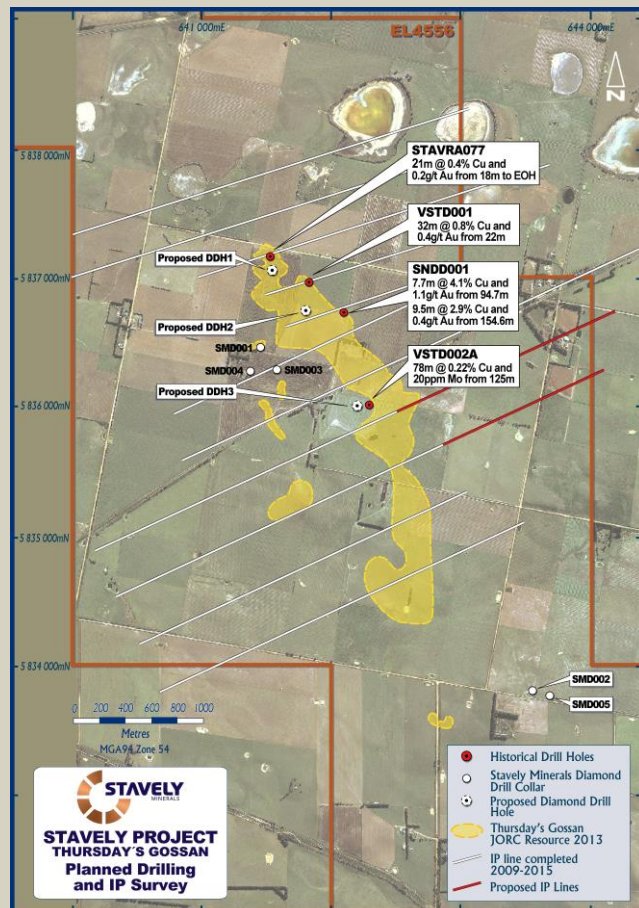 641 000mE
EL4556
644 000mE
N
5 838 000mN
5 837 000mN
5 836 000mN
5 835 000mN
5 834 000mN
STAVRA077
21m @ 0.4% Cu and
0.2g/t Au from 18m to EOH
VSTD001
32m @ 0.8% Cu and
0.4g/t Au from 22m
SNDD001
7.7m @ 4.1% Cu and
1.1g/t Au from 94.7m
9.5m @ 2.9% Cu and
0.4g/t Au from 154.6m
VSTD002A
78m @ 0.22% Cu and
20ppm Mo from 125m
Proposed DDH1
Proposed DDH2
SMD001
SMD004
SMD003
Proposed DDH3
SMD002
SMD005
0 200 400 600 800 1000
Metres
MGA94 Zone 54
STAVELY
MINERALS
STAVELY PROJECT
THURSDAY'S GOSSAN
Planned Drilling
and IP Survey
Historical Drill Holes
Stavely Minerals Diamond
Drill Collar
Proposed Diamond Drill
Hole
Thursday's Gossan
JORC Resource 2013
IP line completed
2009-2015
Proposed IP Lines